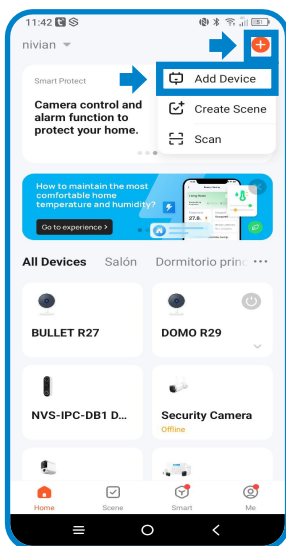 11:42
nivian
Smart Protect
Camera control and
alarm function to
protect your home.
Add Device
Create Scene
Scan
How to maintain the most
comfortable home
temperature and humidity?
Go to experience >
All Devices Salón Dormitorio princ ...
BULLET R27
DOMO R29
NVS-IPC-DB1 D...
Security Camera
Offline
Home
Scene
Smart
Me